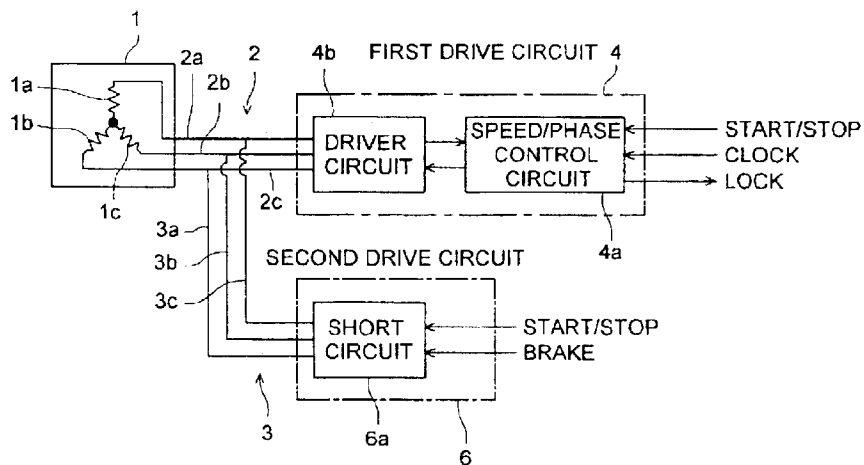 1
2a
2
4b
FIRST DRIVE CIRCUIT
4
1a
2b
1b
DRIVER
CIRCUIT
SPEED/PHASE
CONTROL
CIRCUIT
START/STOP
CLOCK
LOCK
1c
2c
4a
3a
3b
3c
SECOND DRIVE CIRCUIT
SHORT
CIRCUIT
START/STOP
BRAKE
3
6a
6